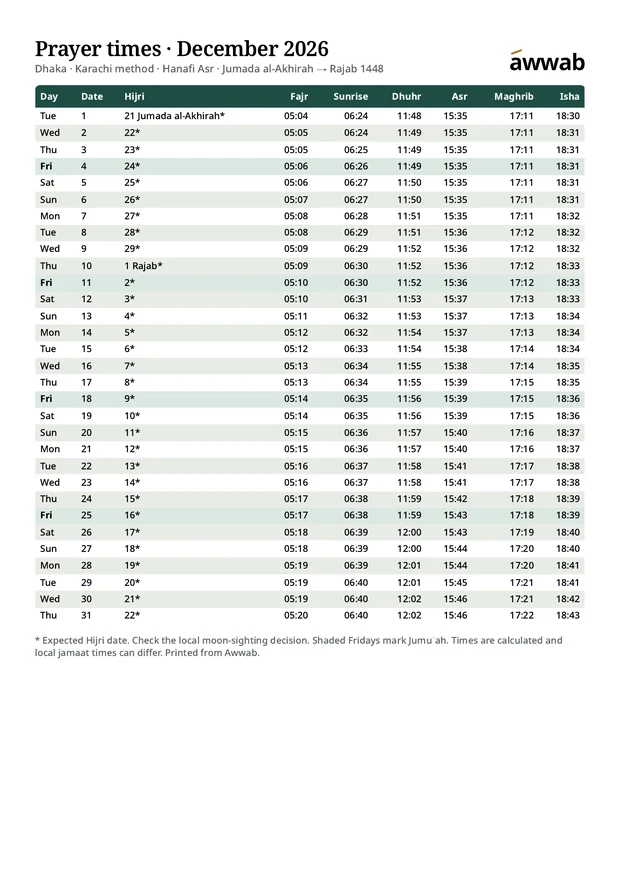 Prayer times · December 2026
Dhaka · Karachi method · Hanafi Asr · Jumada al-Akhirah → Rajab 1448
awwab
Day Date Hijri Fajr Sunrise Dhuhr Asr Maghrib Isha
Tue 1 21 Jumada al-Akhirah* 05:04 06:24 11:48 15:35 17:11 18:30
Wed 2 22* 05:05 06:24 11:49 15:35 17:11 18:31
Thu 3 23* 05:05 06:25 11:49 15:35 17:11 18:31
Fri 4 24* 05:06 06:26 11:49 15:35 17:11 18:31
Sat 5 25* 05:06 06:27 11:50 15:35 17:11 18:31
Sun 6 26* 05:07 06:27 11:50 15:35 17:11 18:31
Mon 7 27* 05:08 06:28 11:51 15:35 17:11 18:32
Tue 8 28* 05:08 06:29 11:51 15:36 17:12 18:32
Wed 9 29* 05:09 06:29 11:52 15:36 17:12 18:32
Thu 10 1 Rajab* 05:09 06:30 11:52 15:36 17:12 18:33
Fri 11 2* 05:10 06:30 11:52 15:36 17:12 18:33
Sat 12 3* 05:10 06:31 11:53 15:37 17:13 18:33
Sun 13 4* 05:11 06:32 11:53 15:37 17:13 18:34
Mon 14 5* 05:12 06:32 11:54 15:37 17:13 18:34
Tue 15 6* 05:12 06:33 11:54 15:38 17:14 18:34
Wed 16 7* 05:13 06:34 11:55 15:38 17:14 18:35
Thu 17 8* 05:13 06:34 11:55 15:39 17:15 18:35
Fri 18 9* 05:14 06:35 11:56 15:39 17:15 18:36
Sat 19 10* 05:14 06:35 11:56 15:39 17:15 18:36
Sun 20 11* 05:15 06:36 11:57 15:40 17:16 18:37
Mon 21 12* 05:15 06:36 11:57 15:40 17:16 18:37
Tue 22 13* 05:16 06:37 11:58 15:41 17:17 18:38
Wed 23 14* 05:16 06:37 11:58 15:41 17:17 18:38
Thu 24 15* 05:17 06:38 11:59 15:42 17:18 18:39
Fri 25 16* 05:17 06:38 11:59 15:43 17:18 18:39
Sat 26 17* 05:18 06:39 12:00 15:43 17:19 18:40
Sun 27 18* 05:18 06:39 12:00 15:44 17:20 18:40
Mon 28 19* 05:19 06:39 12:01 15:44 17:20 18:41
Tue 29 20* 05:19 06:40 12:01 15:45 17:21 18:41
Wed 30 21* 05:19 06:40 12:02 15:46 17:21 18:42
Thu 31 22* 05:20 06:40 12:02 15:46 17:22 18:43
* Expected Hijri date. Check the local moon-sighting decision. Shaded Fridays mark Jumuʿah. Times are calculated and
local jamaat times can differ. Printed from Awwab.